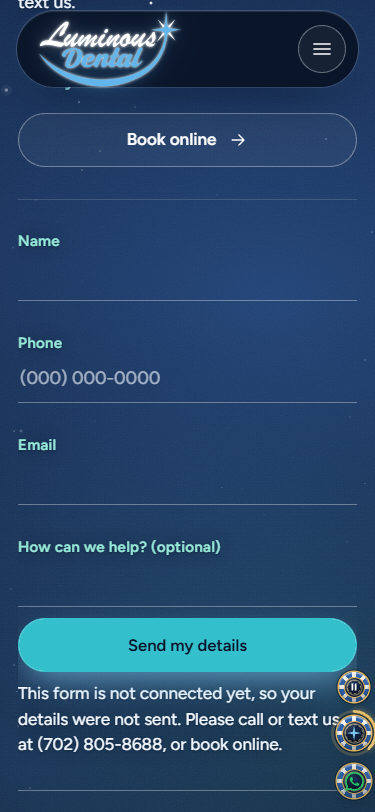 text us.
Luminous
Dental
Book online →
Name
Phone
(000) 000-0000
Email
How can we help? (optional)
Send my details
This form is not connected yet, so your
details were not sent. Please call or text us
at (702) 805-8688, or book online.